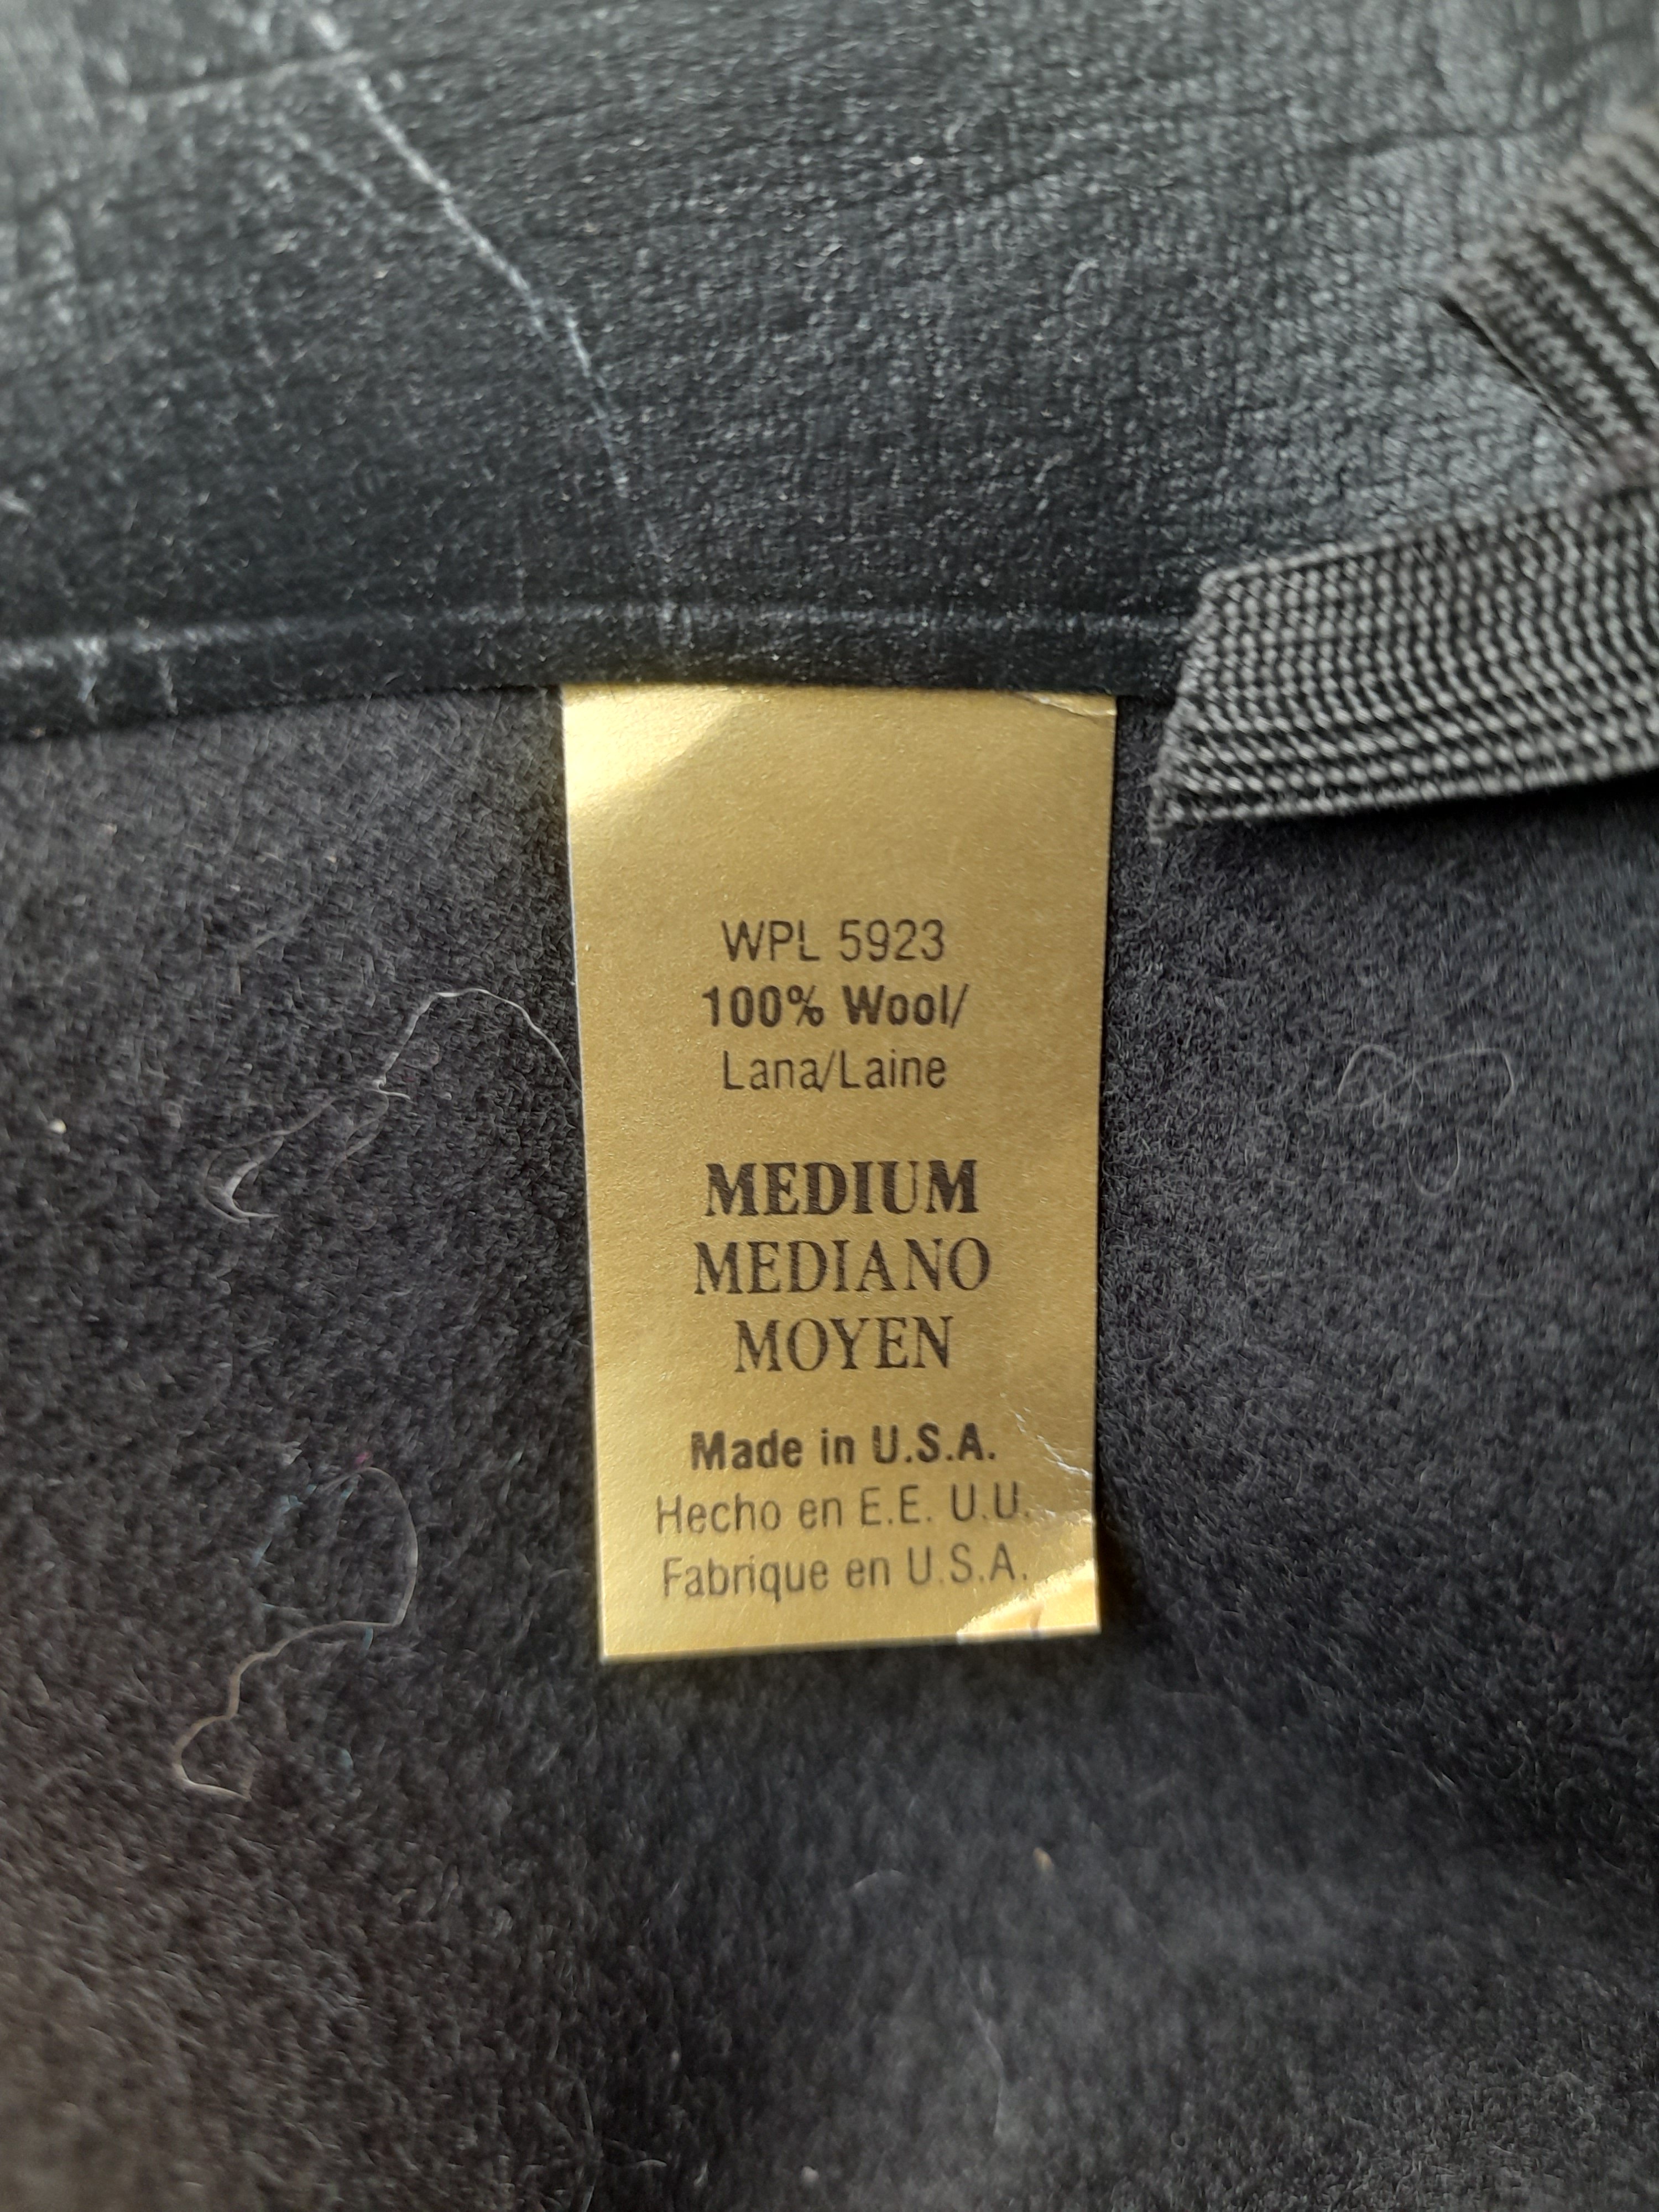 WPL 5923
100% Wool/
Lana/Laine
MEDIUM
MEDIANO
MOYEN
Made in U.S.A.
Hecho en E.E. U.U.
Fabrique en U.S.A.